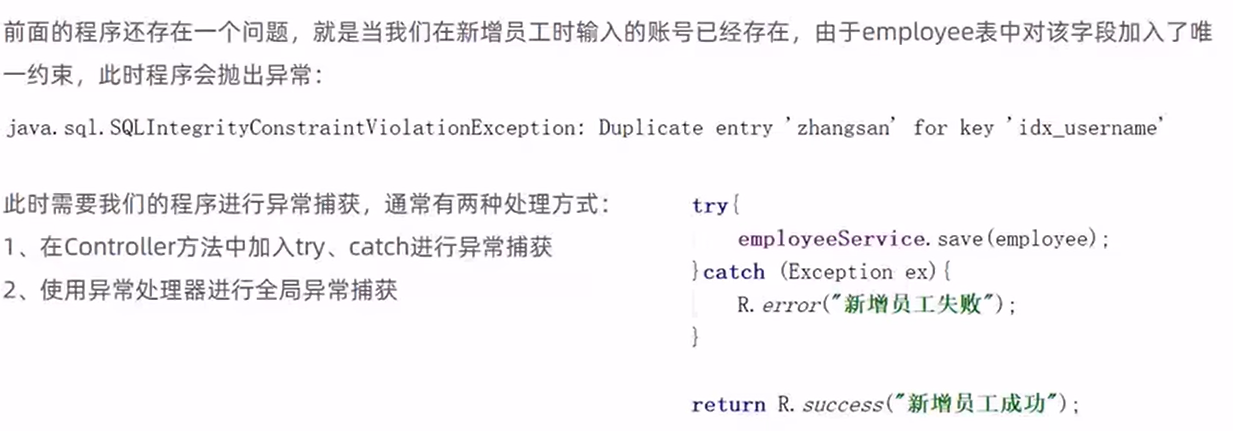 前面的程序还存在一个问题，就是当我们在新增员工时输入的账号已经存在，由于employee表中对该字段加入了唯
一约束，此时程序会抛出异常：
java.sql.SQLIntegrityConstraintViolationException: Duplicate entry 'zhangsan' for key 'idx_username'
此时需要我们的程序进行异常捕获，通常有两种处理方式：
1、在Controller方法中加入try、catch进行异常捕获
2、使用异常处理器进行全局异常捕获
try{
employeeService.save(employee);
}catch (Exception ex){
R.error("新增员工失败");
}
return R.success("新增员工成功");